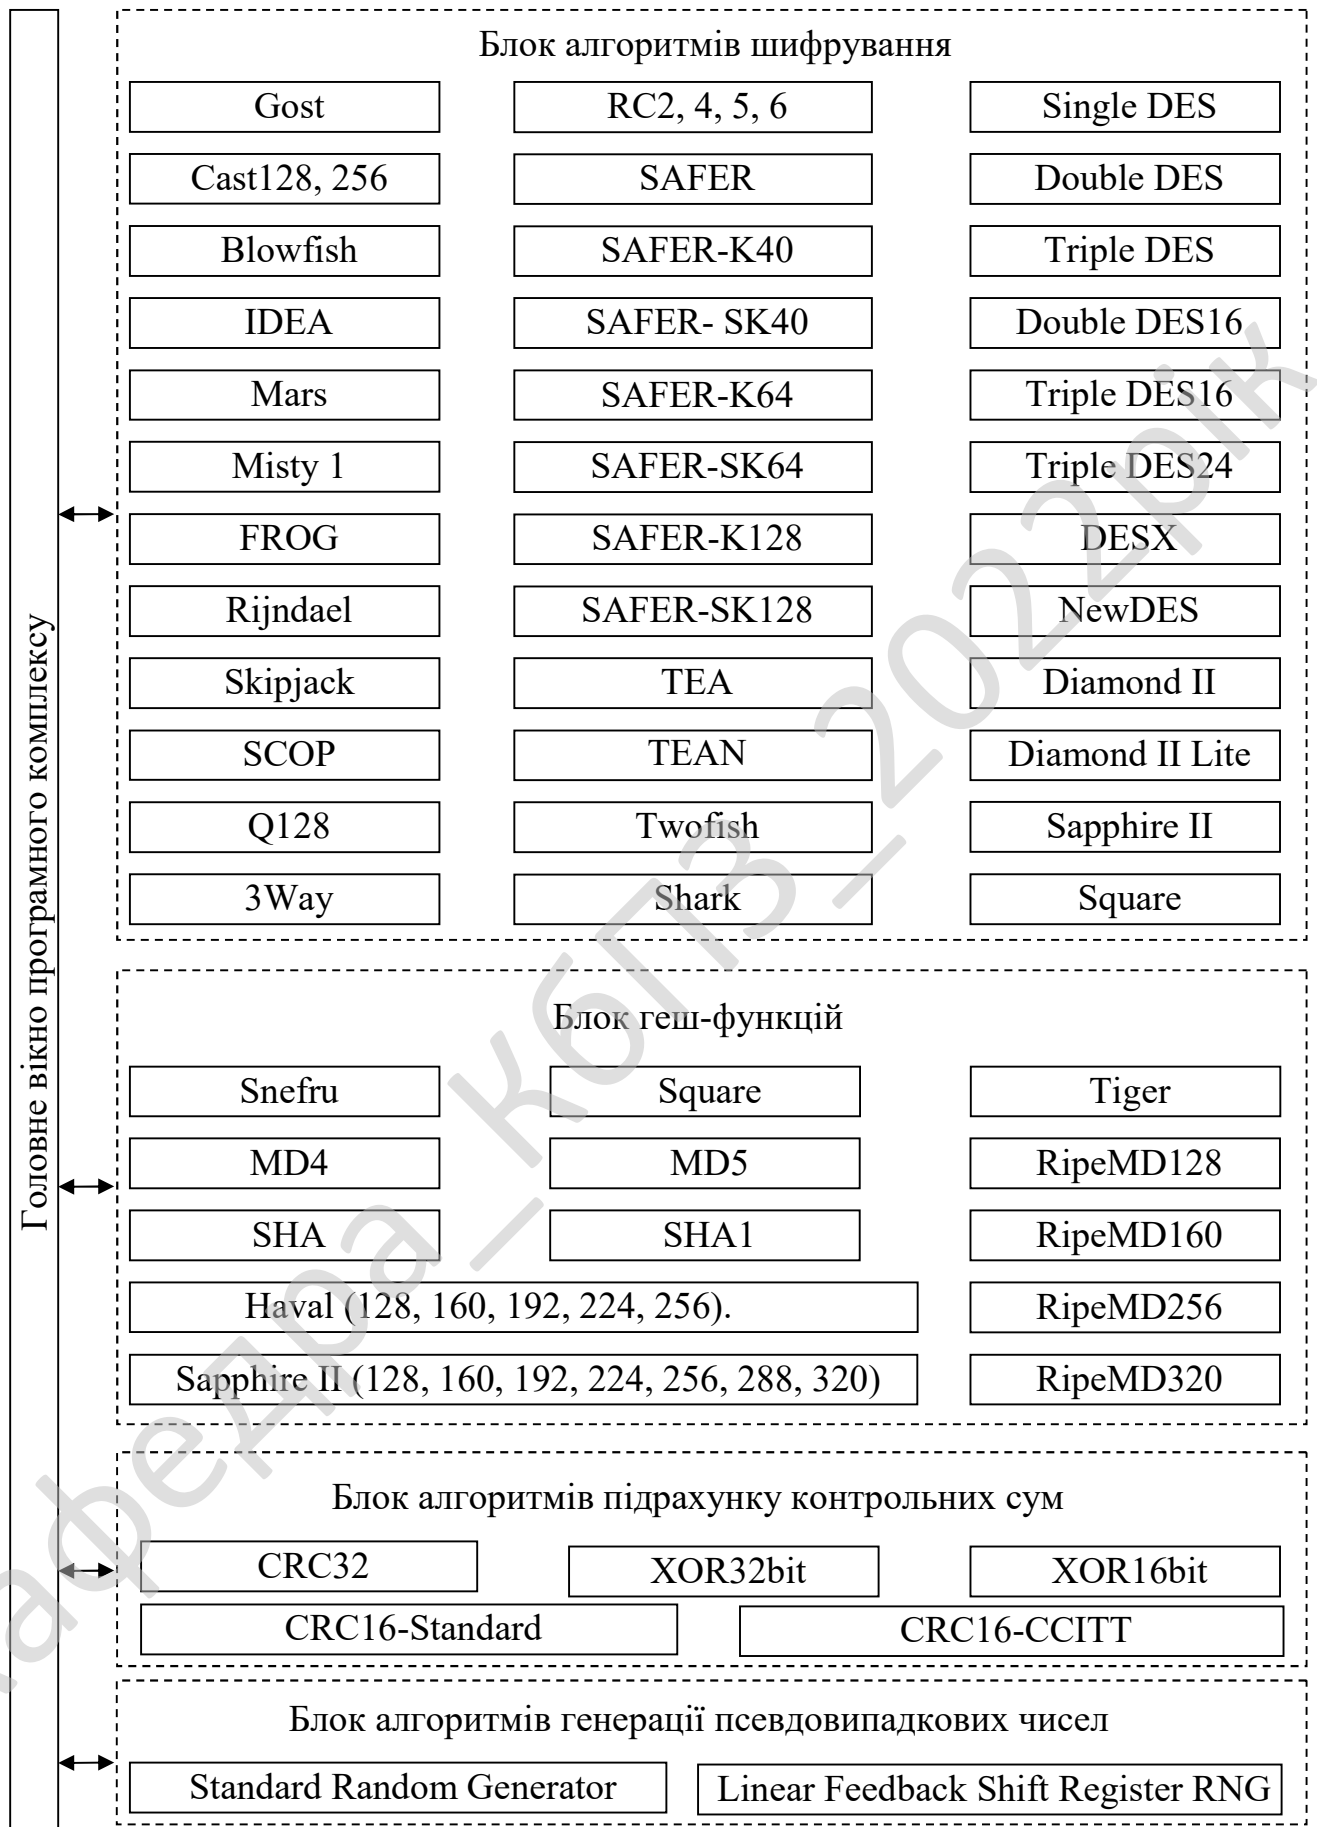 Головне вікно програмного комплексу
Блок алгоритмів шифрування
Gost
RC2, 4, 5, 6
Single DES
Cast128, 256
SAFER
Double DES
Blowfish
SAFER-K40
Triple DES
IDEA
SAFER- SK40
Double DES16
Mars
SAFER-K64
Triple DES16
Misty 1
SAFER-SK64
Triple DES24
FROG
SAFER-K128
DESX
Rijndael
SAFER-SK128
NewDES
Skipjack
TEA
Diamond II
SCOP
TEAN
Diamond II Lite
Q128
Twofish
Sapphire II
3Way
Shark
Square
Блок геш-функцій
Snefru
Square
Tiger
MD4
MD5
RipeMD128
SHA
SHA1
RipeMD160
Haval (128, 160, 192, 224, 256).
RipeMD256
Sapphire II (128, 160, 192, 224, 256, 288, 320)
RipeMD320
Блок алгоритмів підрахунку контрольних сум
CRC32
XOR32bit
XOR16bit
CRC16-Standard
CRC16-CCITT
Блок алгоритмів генерації псевдовипадкових чисел
Standard Random Generator
Linear Feedback Shift Register RNG
афедра_КбПЗ_2022рік